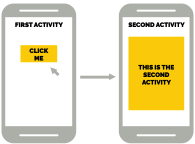 FIRST ACTIVITY
CLICK
ME
SECOND ACTIVITY
THIS IS THE
SECOND
ACTIVITY